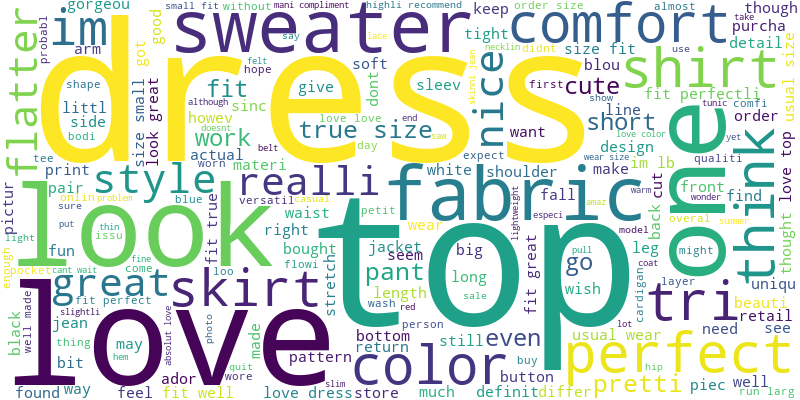 gorgeou
small fit
without
mani compliment
highli recommend
order size
almost
though
im
sweater
say
lace
keep
comfort
take
purcha
probabl
arm
got
good
felt
hope
soft
tight
necklin
didnt
size fit
use
detail
flatter
dress
shape
although
fit
give
dont
sleev
nice
first
skinni jean
blou
cute
shirt
usual size
littl
side
bodi
size small
look great
howev
sinc
love love
end
show
line
fit perfectli
tunic
comfi
doesnt
work
true size
day
saw
want
short
love color
yet
order
tee
print
actual
materi
worn
belt
expect
design
wear size
one
think
qualiti
love top
pair
style
realli
white
shoulder
make
im lb
front
find
pictur
onlin
problem
blue
versatil
casual
petit
fabric
lightweight
fall
amaz
back
cut
warm
overal
wonder
summer
thought
sure
put
look
fit true
waist
wear
especi
model
uniqu
light
thin
issu
right
jacket
top
pull
leg
might
fun
fine
come
loo
flowi
bought
seem
big
go
coat
enough
pocket
cant wait
great
skirt
stretch
pant
long
fit great
wish
cardigan
layer
beauti
slightli
fit perfect
length
wash
sale
tri
retail
black
well made
jean
love
absolut love
photo
made
red
person
lot
usual wear
need
see
thing
may
pattern
bottom
still
even
perfect
bit
hem
quit
return
color
buy
button
hip
found
way
feel
ador
wore
fit well
love dress
slim
store
much
definit
differ
pretti
piec
well
run larg